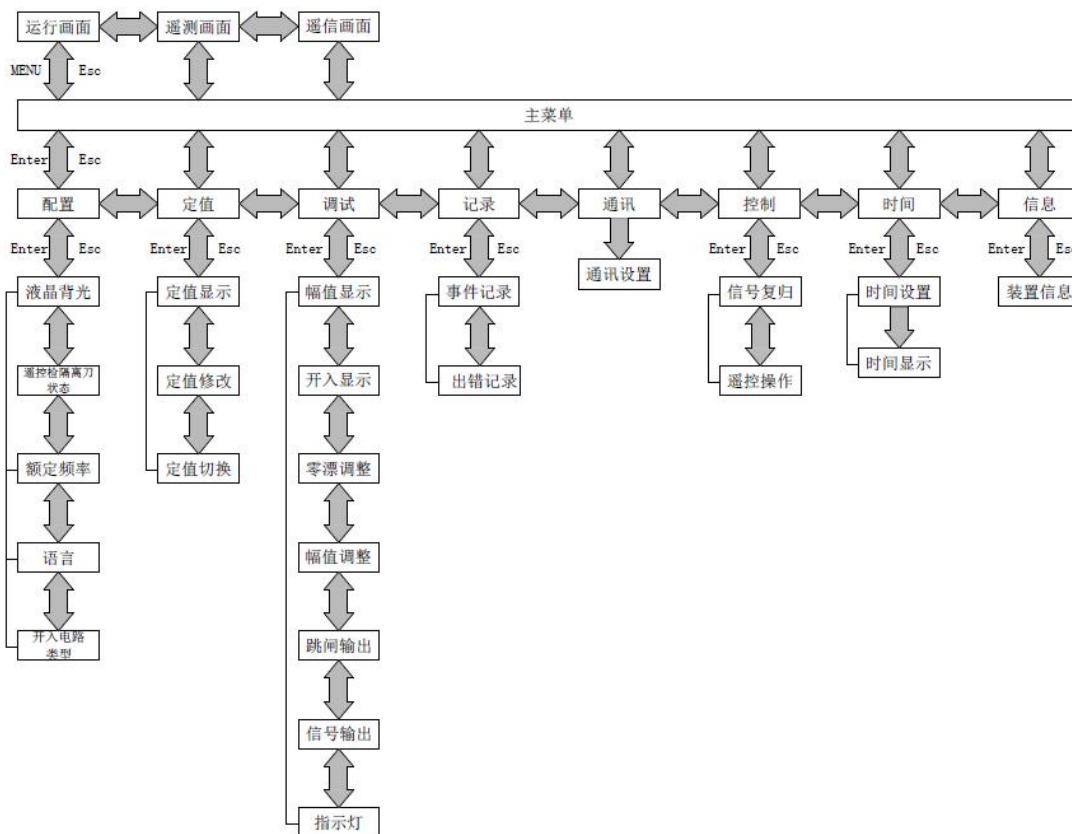 运行画面 遥测画面 遥信画面
MENU Esc
主菜单
Enter Esc
配置 定值 调试 记录 通讯 控制 时间 信息
Enter Esc Enter Esc Enter Esc Enter Esc Enter Esc Enter Esc Enter Esc
液晶背光 定值显示 幅值显示 事件记录 通讯设置 信号复归 时间设置 装置信息
遥控检隔离刀
状态
定值修改 开入显示 出错记录 遥控操作 时间显示
额定频率 定值切换 零漂调整
语言 幅值调整
开入电路
类型
跳闸输出
信号输出
指示灯